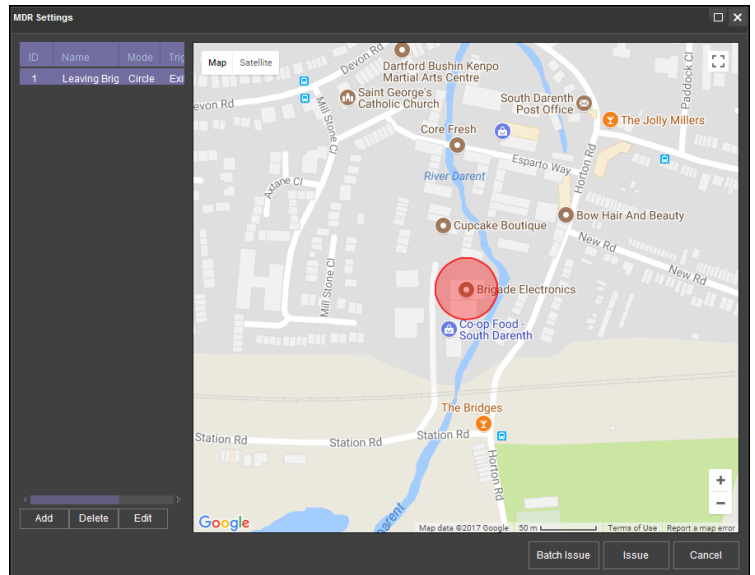 MDR Settings
ID Name Mode Trig
1 Leaving Brig Circle Exi
Map Satellite
Devon Rd
Dartford Bushin Kenpo
Martial Arts Centre
Saint George's
Catholic Church
evon Rd
Mill Stone Cl
South Darenth
Post Office
Paddock Cl
The Jolly Millers
Core Fresh
Esparto Way
Horton Rd
River Darent
Axtane Cl
Bow Hair And Beauty
Cupcake Boutique
New Rd
New Rd
Mill Stone Cl
Brigade Electronics
Co-op Food -
South Darenth
The Bridges
Station Rd
Station Rd
Station Rd
Horton Rd
arent
Add Delete Edit
Google
Map data ©2017 Google 50 m Terms of Use Report a map error
Batch Issue Issue Cancel